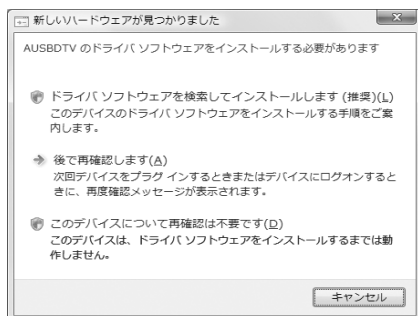 新しいハードウェアが見つかりました
AUSBDTV のドライバ ソフトウェアをインストールする必要があります
ドライバ ソフトウェアを検索してインストールします (推奨)(L)
このデバイスのドライバ ソフトウェアをインストールする手順をご案
内します。
後で再確認します(A)
次回デバイスをプラグ インするときまたはデバイスにログオンすると
きに、再度確認メッセージが表示されます。
このデバイスについて再確認は不要です(D)
このデバイスは、ドライバ ソフトウェアをインストールするまでは動
作しません。
キャンセル